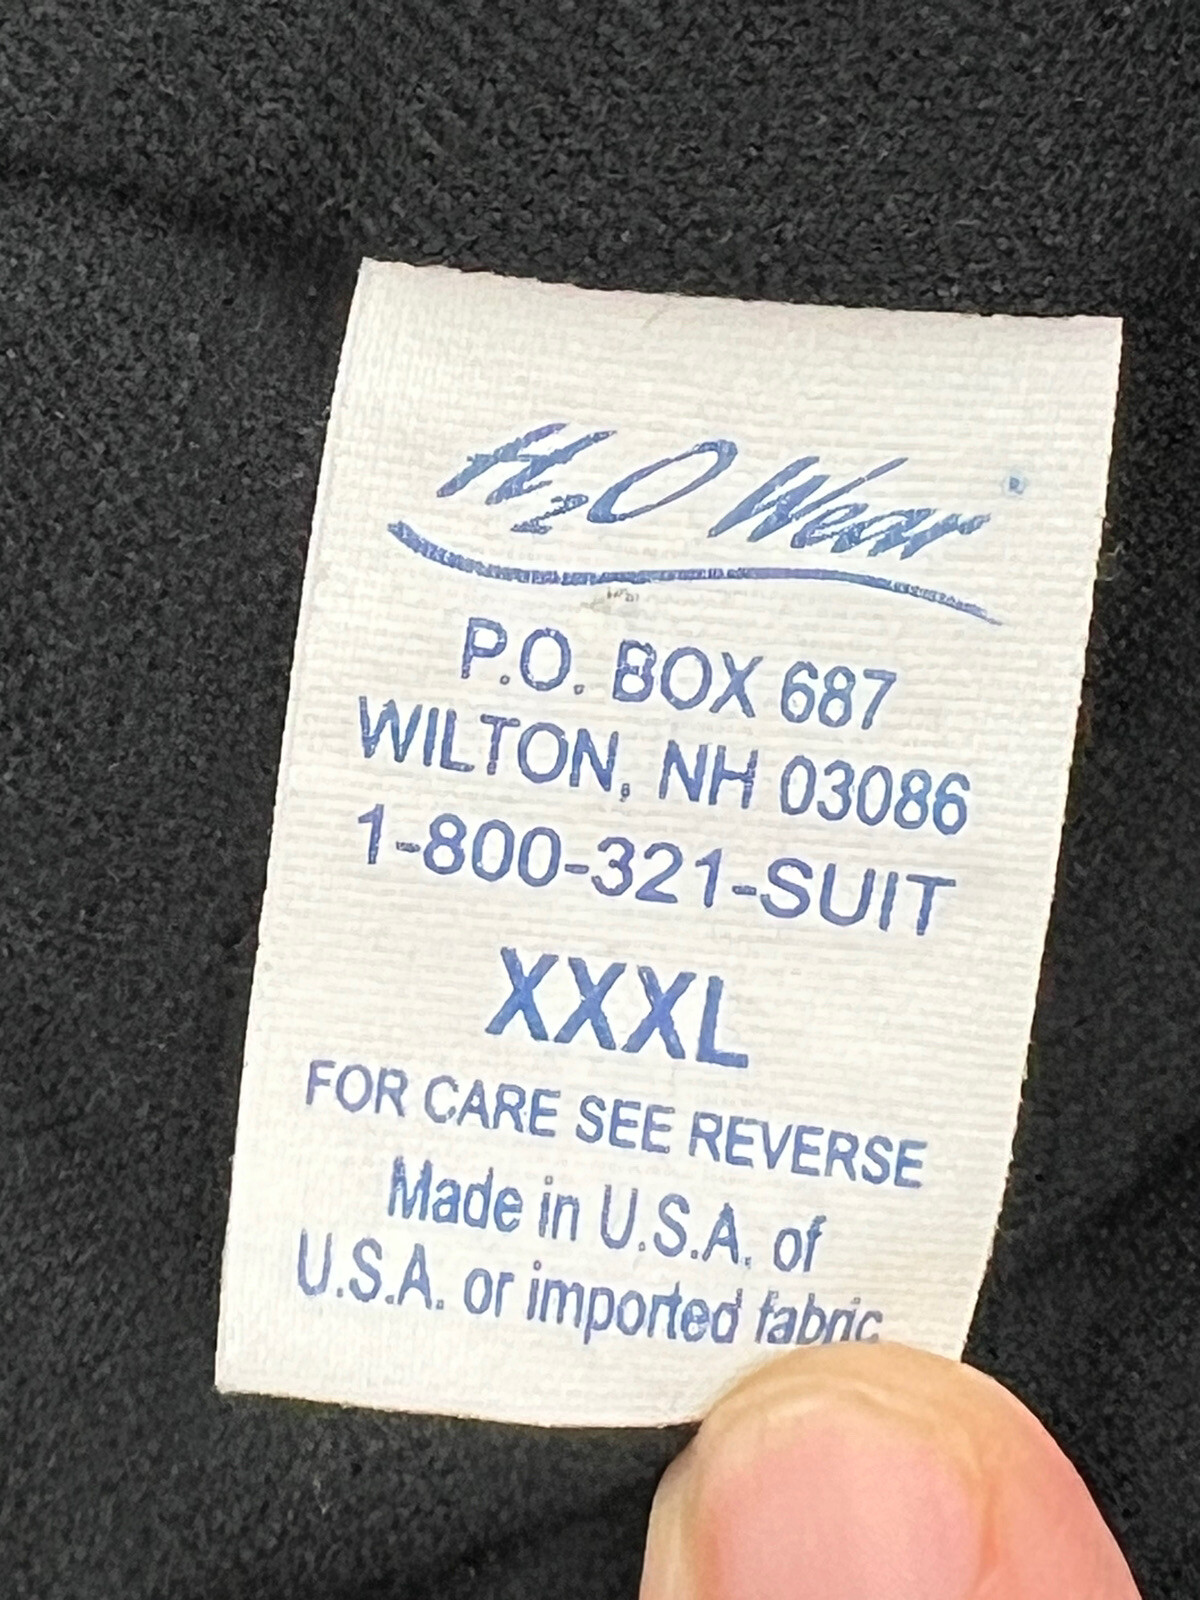 H₂O Wear ®
P.O. BOX 687
WILTON, NH 03086
1-800-321-SUIT
XXXL
FOR CARE SEE REVERSE
Made in U.S.A. of
U.S.A. or imported fabric